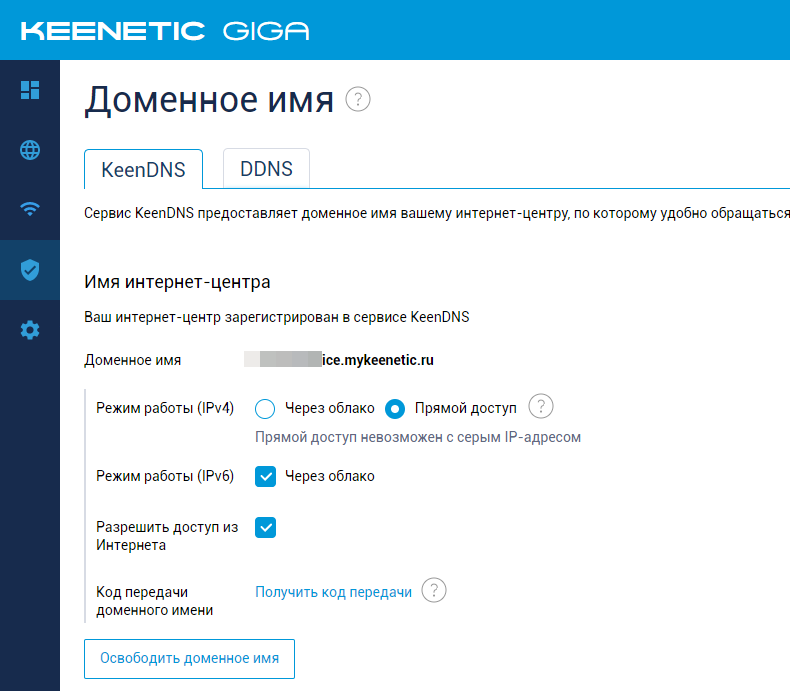 KEENETIC GIGA
Доменное имя ?
KeenDNS DDNS
Сервис KeenDNS предоставляет доменное имя вашему интернет-центру, по которому удобно обращаться
Имя интернет-центра
Ваш интернет-центр зарегистрирован в сервисе KeenDNS
Доменное имя ice.mykeenetic.ru
Режим работы (IPv4) Через облако Прямой доступ ?
Прямой доступ невозможен с серым IP-адресом
Режим работы (IPv6) Через облако
Разрешить доступ из
Интернета
Код передачи
доменного имени
Получить код передачи ?
Освободить доменное имя